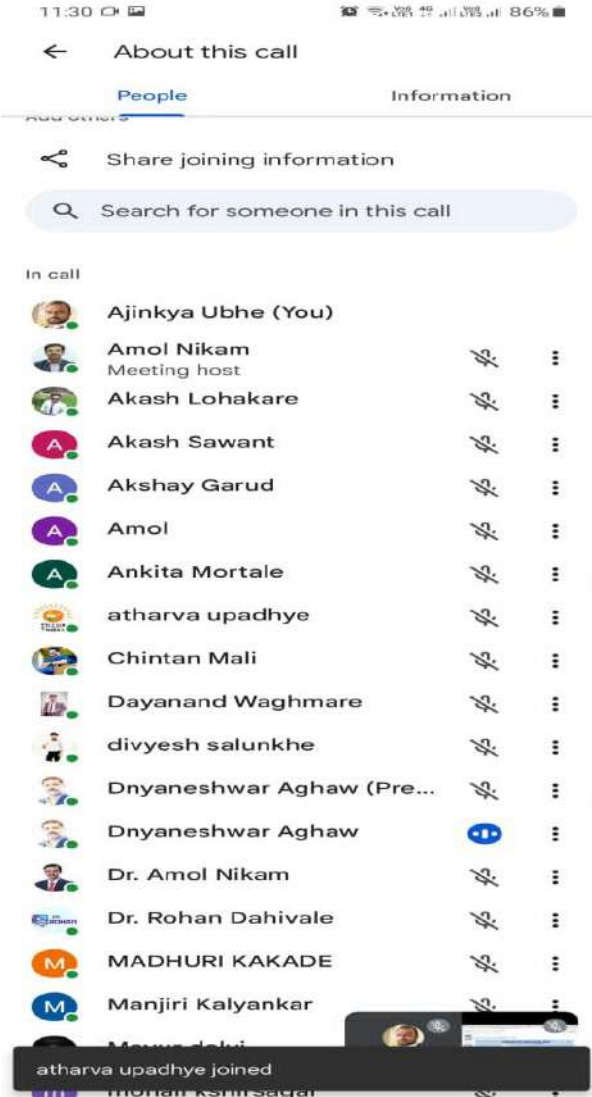 11:30
86%
About this call
People
Information
Add others
Share joining information
Search for someone in this call
In call
Ajinkya Ubhe (You)
Amol Nikam
Meeting host
Akash Lohakare
A
Akash Sawant
A
Akshay Garud
A
Amol
A
Ankita Mortale
atharva upadhye
Chintan Mali
Dayanand Waghmare
divyesh salunkhe
Dnyaneshwar Aghaw (Pre...
Dnyaneshwar Aghaw
Dr. Amol Nikam
Dr. Rohan Dahivale
M
MADHURI KAKADE
M
Manjiri Kalyankar
atharva upadhye joined